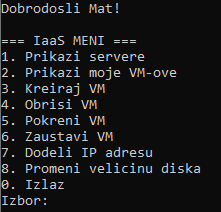 Dobrodosli Mat!
=== IaaS MENI ===
1. Prikazi servere
2. Prikazi moje VM-ove
3. Kreiraj VM
4. Obrisi VM
5. Pokreni VM
6. Zaustavi VM
7. Dodeli IP adresu
8. Promeni velicinu diska
0. Izlaz
Izbor: